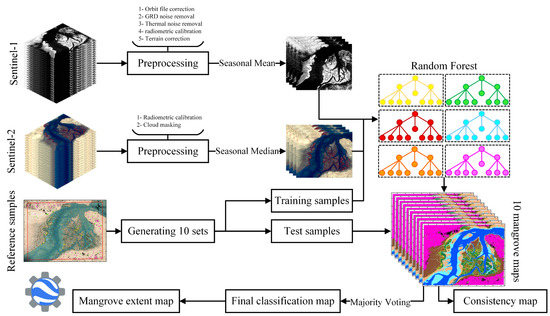 1- Orbit file correction
2- GRD noise removal
3- Thermal noise removal
4- radiometric calibration
5- Terrain correction
Sentinel-1
Preprocessing
Seasonal Mean
Random Forest
1- Radiometric calibration
2- Cloud masking
Sentinel-2
Preprocessing
Seasonal Median
Reference samples
Generating 10 sets
Training samples
Test samples
10 mangrove maps
Mangrove extent map
Final classification map
Majority Voting
Consistency map